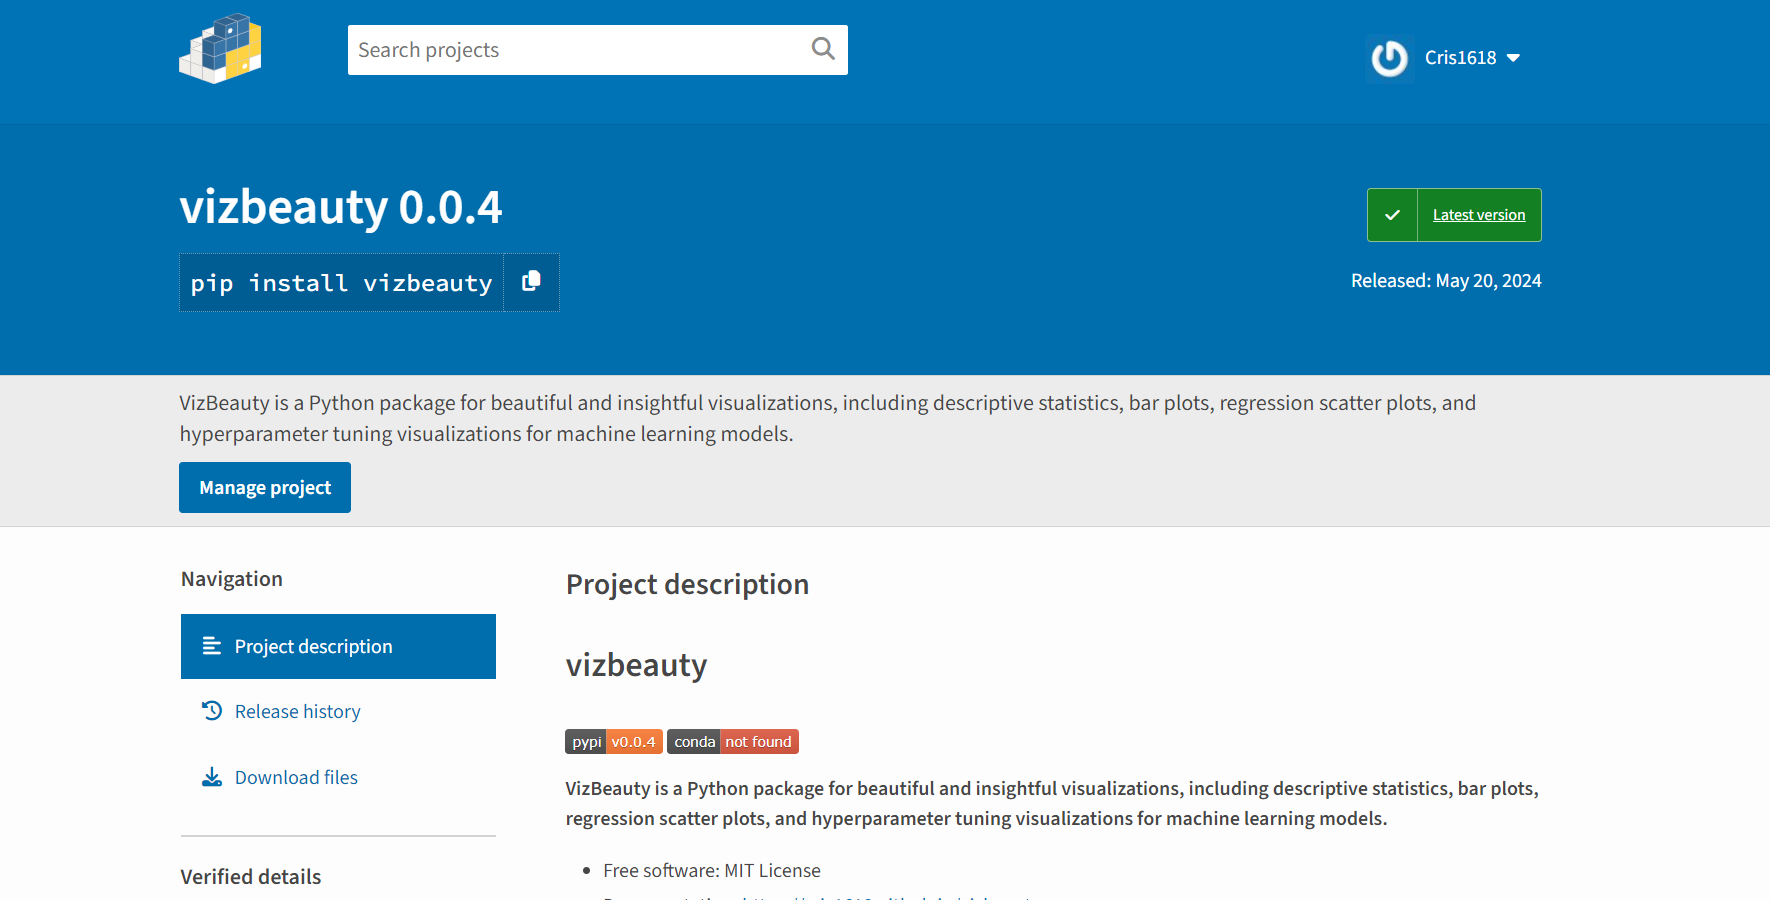 Search projects
Cris1618
vizbeauty 0.0.4
Latest version
pip install vizbeauty
Released: May 20, 2024
VizBeauty is a Python package for beautiful and insightful visualizations, including descriptive statistics, bar plots, regression scatter plots, and
hyperparameter tuning visualizations for machine learning models.
Manage project
Navigation
Project description
Release history
Download files
Verified details
Project description
vizbeauty
pypi v0.0.4 conda not found
VizBeauty is a Python package for beautiful and insightful visualizations, including descriptive statistics, bar plots,
regression scatter plots, and hyperparameter tuning visualizations for machine learning models.
Free software: MIT License